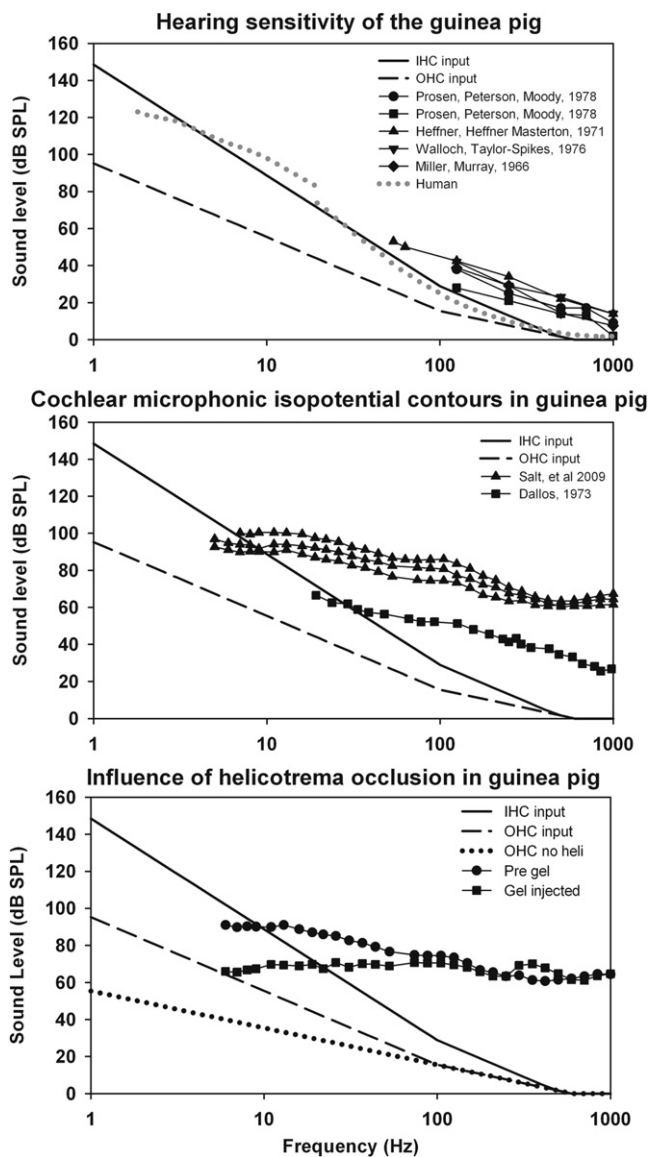 Hearing sensitivity of the guinea pig
160
140
120
100
80
60
40
20
0
Sound level (dB SPL)
IHC input
OHC input
Prosen, Peterson, Moody, 1978
Prosen, Peterson, Moody, 1978
Heffner, Heffner Masterton, 1971
Walloch, Taylor-Spikes, 1976
Miller, Murray, 1966
Human
1 10 100 1000
Cochlear microphonic isopotential contours in guinea pig
160
140
120
100
80
60
40
20
0
Sound level (dB SPL)
IHC input
OHC input
Salt, et al 2009
Dallos, 1973
1 10 100 1000
Influence of helicotrema occlusion in guinea pig
160
140
120
100
80
60
40
20
0
Sound Level (dB SPL)
IHC input
OHC input
OHC no heli
Pre gel
Gel injected
1 10 100 1000
Frequency (Hz)